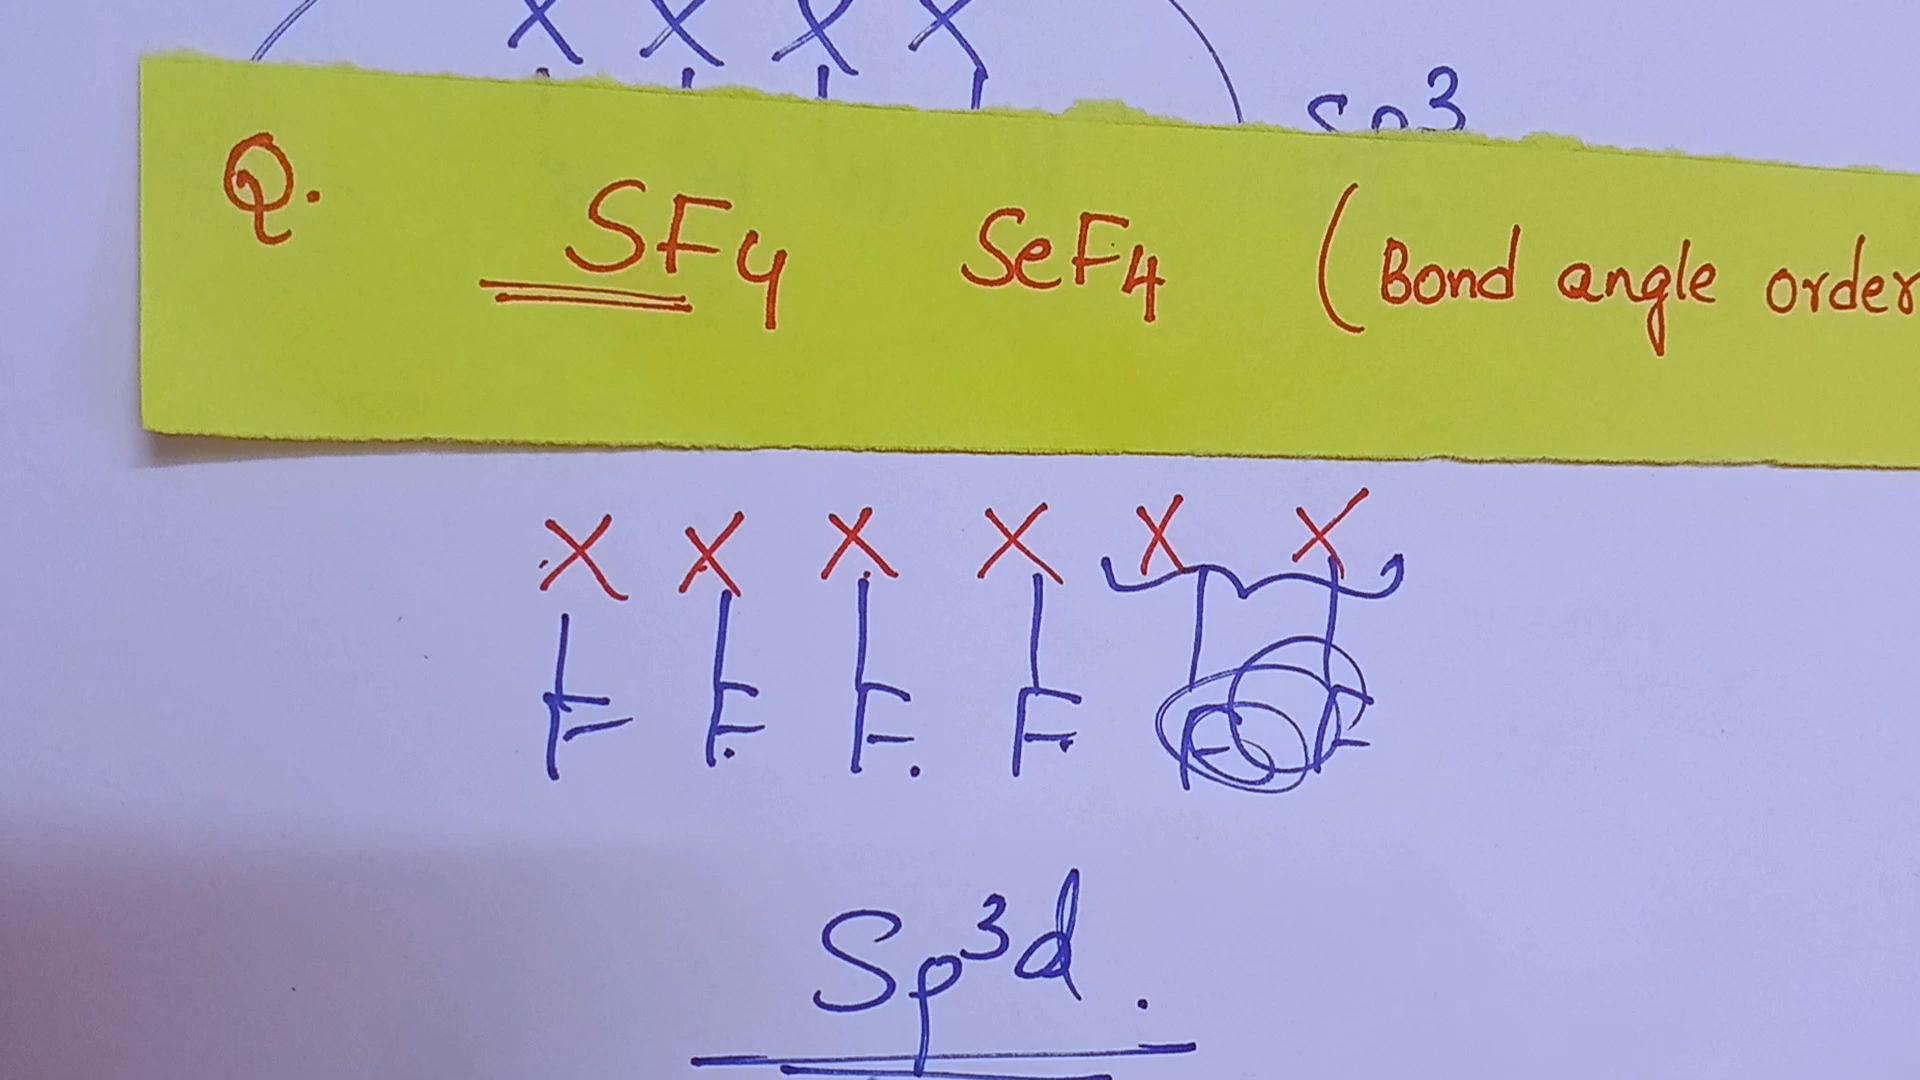 X X X X
Sp3
Q. SF4 SeF4 (Bond angle order
X X X X X X
F F F F F F
Sp3d.